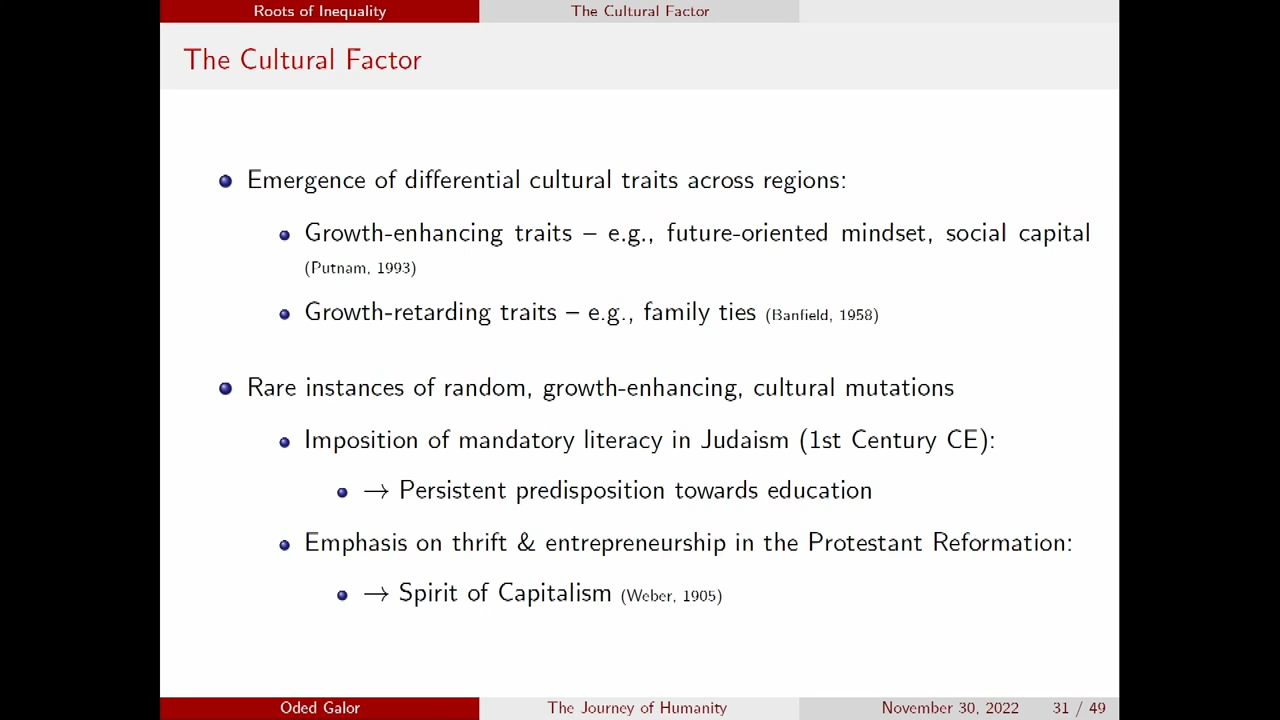 Roots of Inequality
The Cultural Factor
The Cultural Factor
Emergence of differential cultural traits across regions:
Growth-enhancing traits – e.g., future-oriented mindset, social capital
(Putnam, 1993)
Growth-retarding traits – e.g., family ties (Banfield, 1958)
Rare instances of random, growth-enhancing, cultural mutations
Imposition of mandatory literacy in Judaism (1st Century CE):
→ Persistent predisposition towards education
Emphasis on thrift & entrepreneurship in the Protestant Reformation:
→ Spirit of Capitalism (Weber, 1905)
Oded Galor
The Journey of Humanity
November 30, 2022 31 / 49